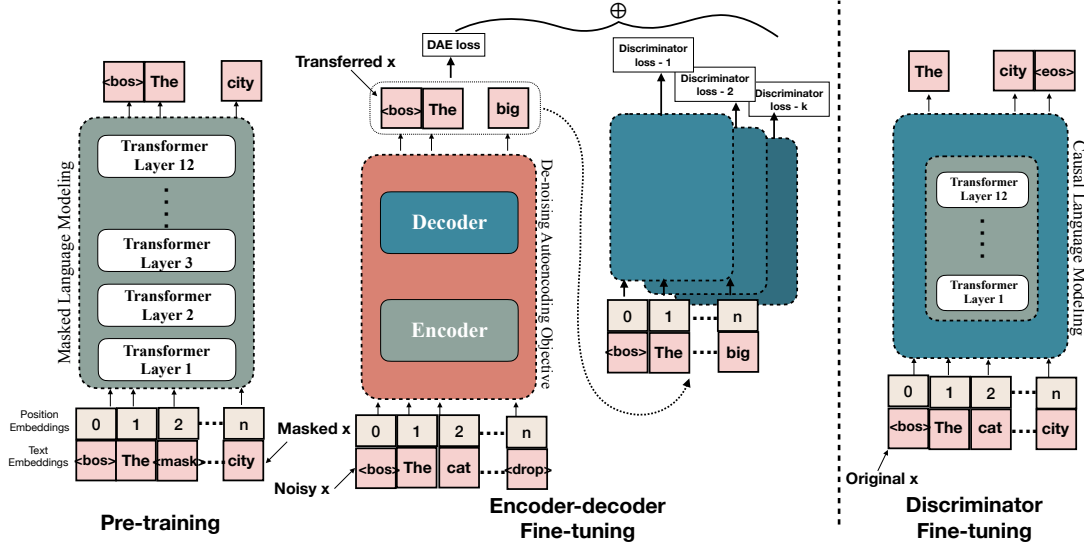 <bos> The city
Masked Language Modeling
Transformer
Layer 12
Transformer
Layer 3
Transformer
Layer 2
Transformer
Layer 1
Position
Embeddings
0 1 2 n
Text
Embeddings
<bos> The <mask> city
Masked x
Pre-training
⊕
DAE loss
Transferred x
<bos> The big
De-noising Autoencoding Objective
Decoder
Encoder
0 1 2 n
<bos> The cat <drop>
Noisy x
Encoder-decoder
Fine-tuning
Discriminator
loss - 1
Discriminator
loss - 2
Discriminator
loss - k
0 1 n
<bos> The big
The city <eos>
Causal Language Modeling
Transformer
Layer 12
Transformer
Layer 1
0 1 2 n
<bos> The cat city
Original x
Discriminator
Fine-tuning